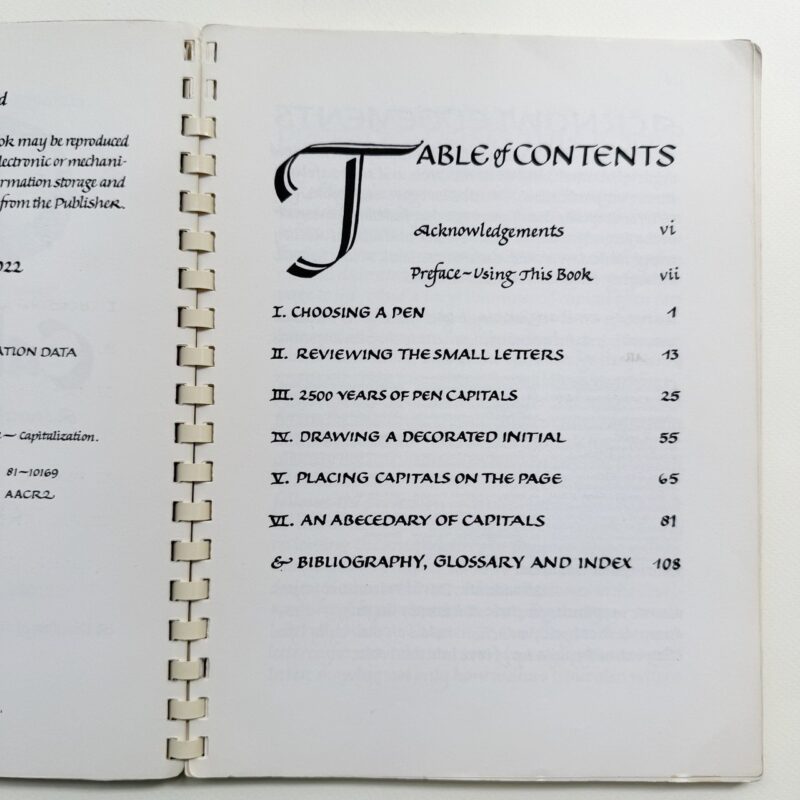 d
ok may be reproduced
lectronic or mechani-
rmation storage and
from the Publisher.
022
ATION DATA
— Capitalization.
81-10169
AACR2
TABLE of CONTENTS
Acknowledgements vi
Preface~Using This Book vii
I. CHOOSING A PEN 1
II. REVIEWING THE SMALL LETTERS 13
III. 2500 YEARS OF PEN CAPITALS 25
IV. DRAWING A DECORATED INITIAL 55
V. PLACING CAPITALS ON THE PAGE 65
VI. AN ABECEDARY OF CAPITALS 81
& BIBLIOGRAPHY, GLOSSARY AND INDEX 108